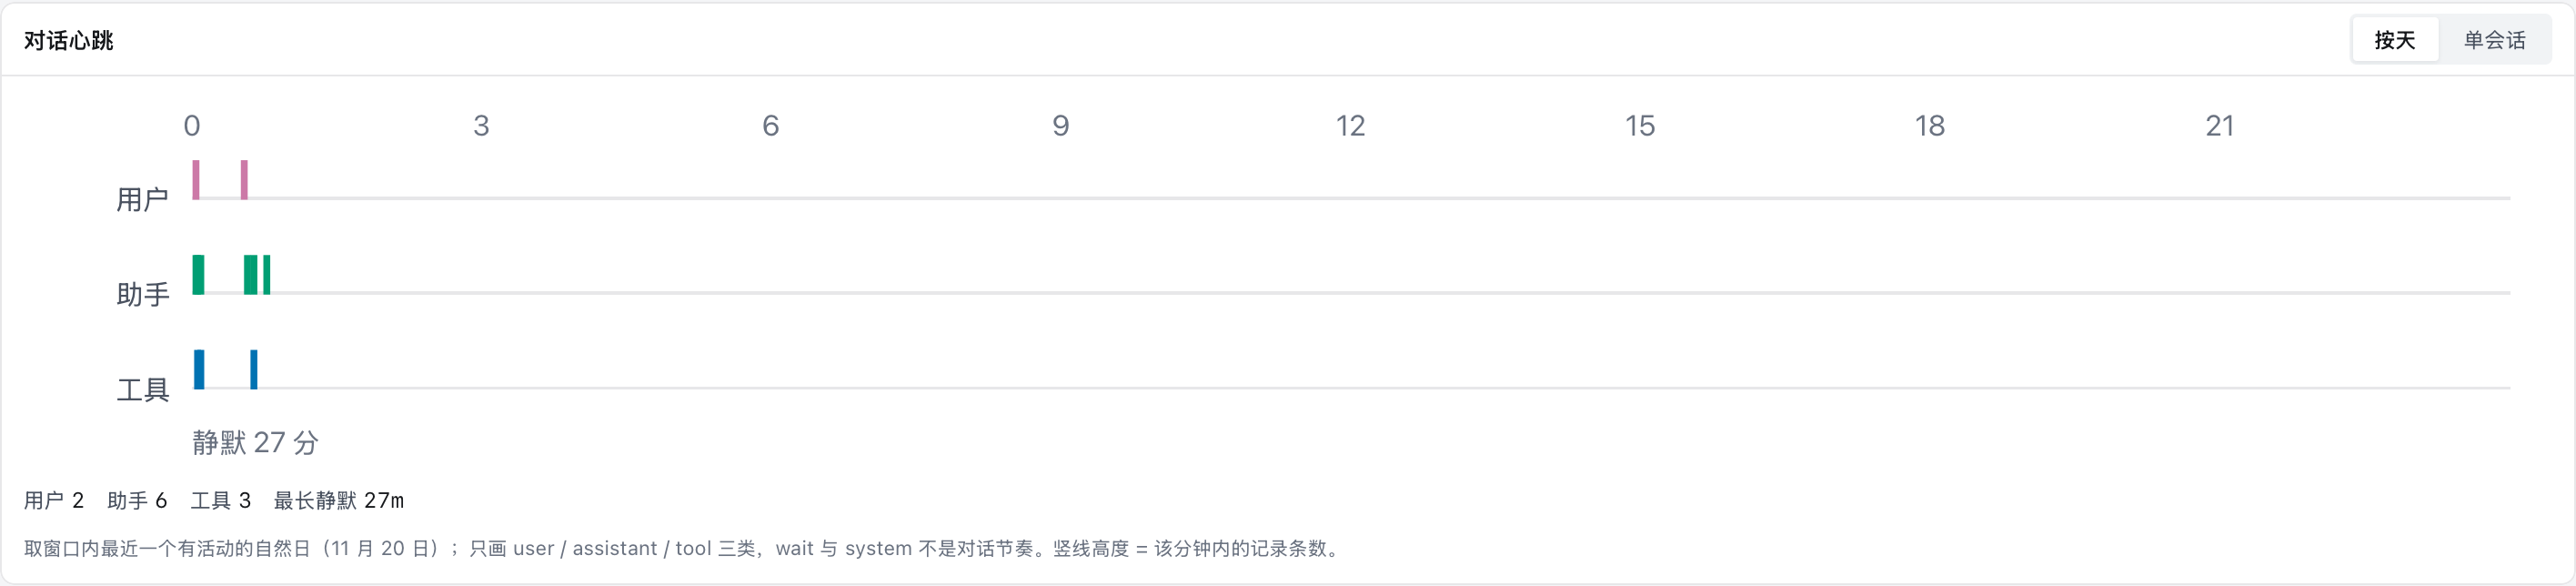 对话心跳 按天 单会话
0 3 6 9 12 15 18 21
用户
助手
工具
静默 27 分
用户 2 助手 6 工具 3 最长静默 27m
取窗口内最近一个有活动的自然日（11 月 20 日）；只画 user / assistant / tool 三类，wait 与 system 不是对话节奏。竖线高度 = 该分钟内的记录条数。